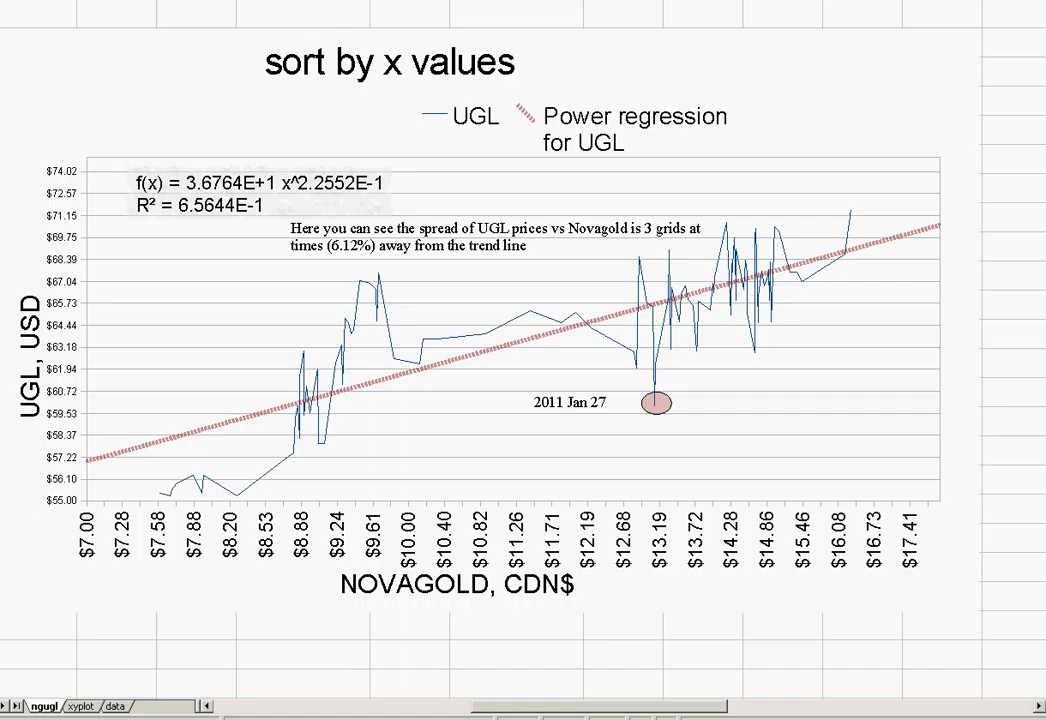 sort by x values
UGL
Power regression
for UGL
f(x) = 3.6764E+1 x^2.2552E-1
R² = 6.5644E-1
Here you can see the spread of UGL prices vs Novagold is 3 grids at
times (6.12%) away from the trend line
2011 Jan 27
UGL, USD
$74.02
$72.57
$71.15
$69.75
$68.39
$67.04
$65.73
$64.44
$63.18
$61.94
$60.72
$59.53
$58.37
$57.22
$56.10
$55.00
$7.00
$7.28
$7.58
$7.88
$8.20
$8.53
$8.88
$9.24
$9.61
$10.00
$10.40
$10.82
$11.26
$11.71
$12.19
$12.68
$13.19
$13.72
$14.28
$14.86
$15.46
$16.08
$16.73
$17.41
NOVAGOLD, CDN$
ngugl
xyplot
data